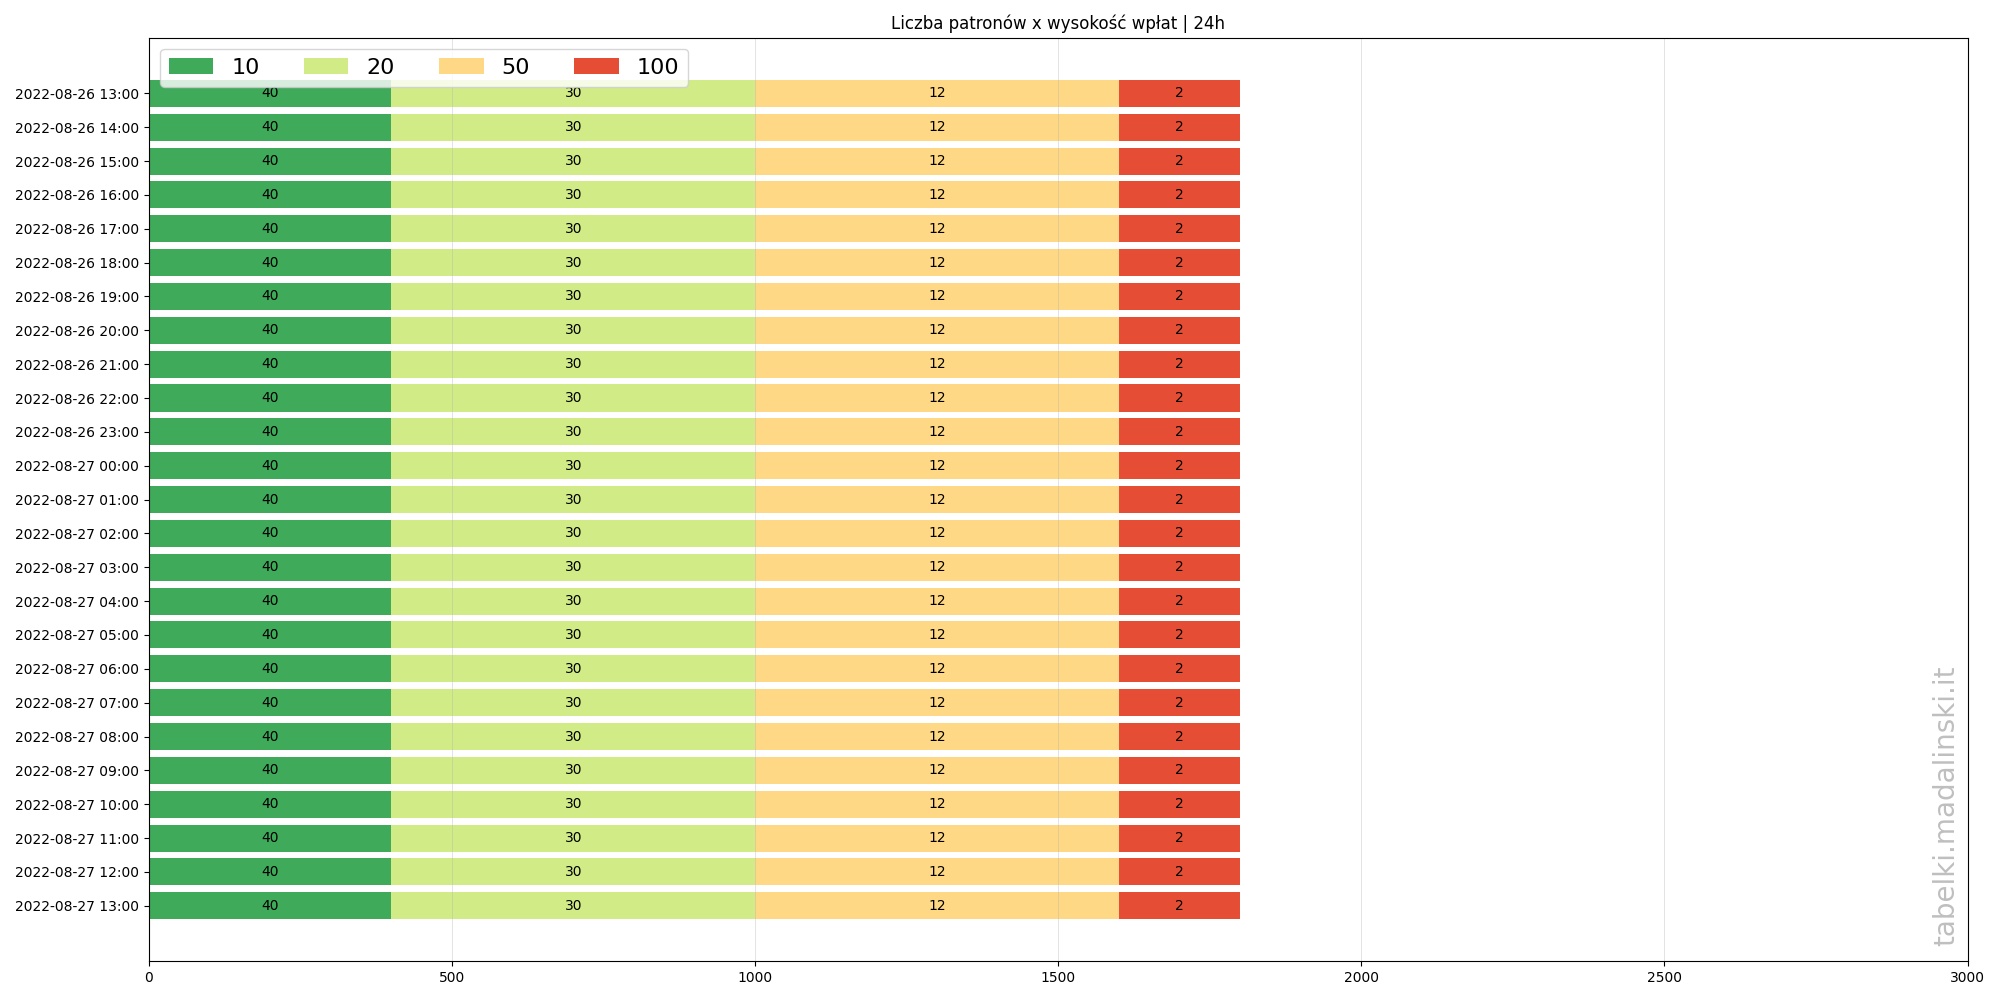 Liczba patronów x wysokość wpłat | 24h
10 20 50 100
2022-08-26 13:00 40 30 12 2
2022-08-26 14:00 40 30 12 2
2022-08-26 15:00 40 30 12 2
2022-08-26 16:00 40 30 12 2
2022-08-26 17:00 40 30 12 2
2022-08-26 18:00 40 30 12 2
2022-08-26 19:00 40 30 12 2
2022-08-26 20:00 40 30 12 2
2022-08-26 21:00 40 30 12 2
2022-08-26 22:00 40 30 12 2
2022-08-26 23:00 40 30 12 2
2022-08-27 00:00 40 30 12 2
2022-08-27 01:00 40 30 12 2
2022-08-27 02:00 40 30 12 2
2022-08-27 03:00 40 30 12 2
2022-08-27 04:00 40 30 12 2
2022-08-27 05:00 40 30 12 2
2022-08-27 06:00 40 30 12 2
2022-08-27 07:00 40 30 12 2
2022-08-27 08:00 40 30 12 2
2022-08-27 09:00 40 30 12 2
2022-08-27 10:00 40 30 12 2
2022-08-27 11:00 40 30 12 2
2022-08-27 12:00 40 30 12 2
2022-08-27 13:00 40 30 12 2
0 500 1000 1500 2000 2500 3000
tabelki.madalinski.it